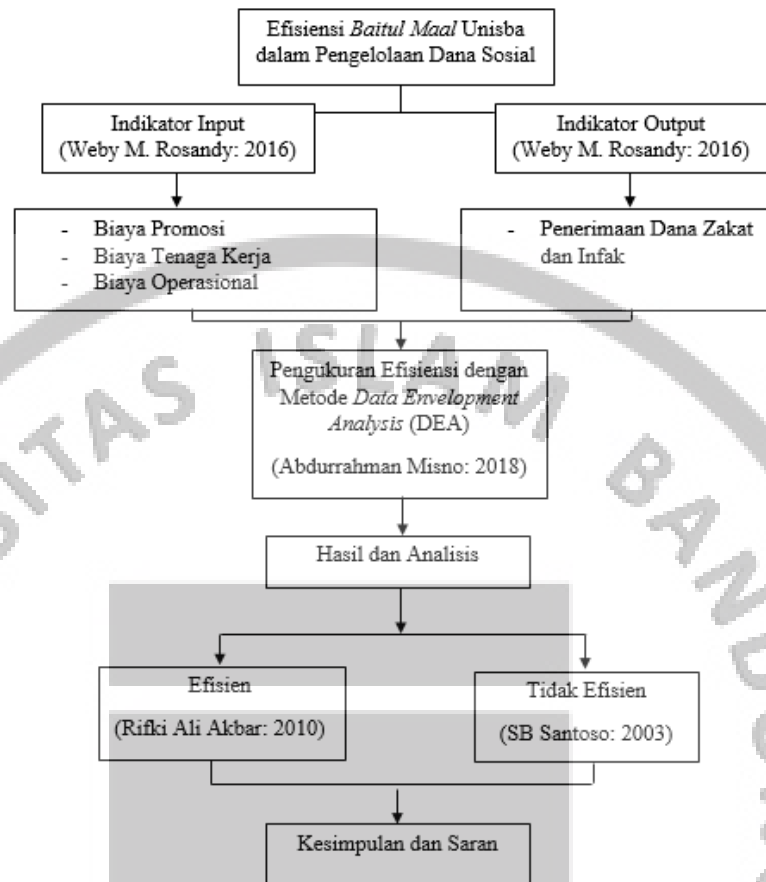 Efisiensi Baitul Maal Unisba
dalam Pengelolaan Dana Sosial
Indikator Input
(Weby M. Rosandy: 2016)
Indikator Output
(Weby M. Rosandy: 2016)
- Biaya Promosi
- Biaya Tenaga Kerja
- Biaya Operasional
- Penerimaan Dana Zakat
dan Infak
SITAS ISLAM BANDUN
Pengukuran Efisiensi dengan
Metode Data Envelopment
Analysis (DEA)
(Abdurrahman Misno: 2018)
Hasil dan Analisis
Efisien
(Rifki Ali Akbar: 2010)
Tidak Efisien
(SB Santoso: 2003)
Kesimpulan dan Saran